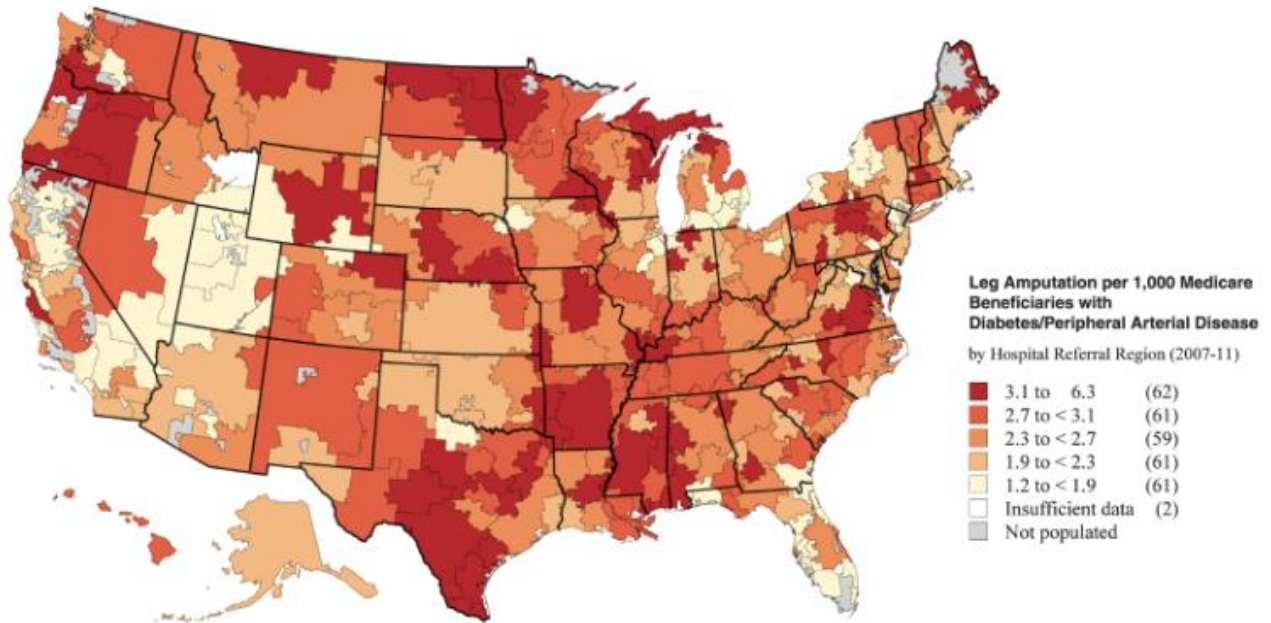 Leg Amputation per 1,000 Medicare
Beneficiaries with
Diabetes/Peripheral Arterial Disease
by Hospital Referral Region (2007-11)
3.1 to 6.3 (62)
2.7 to < 3.1 (61)
2.3 to < 2.7 (59)
1.9 to < 2.3 (61)
1.2 to < 1.9 (61)
Insufficient data (2)
Not populated